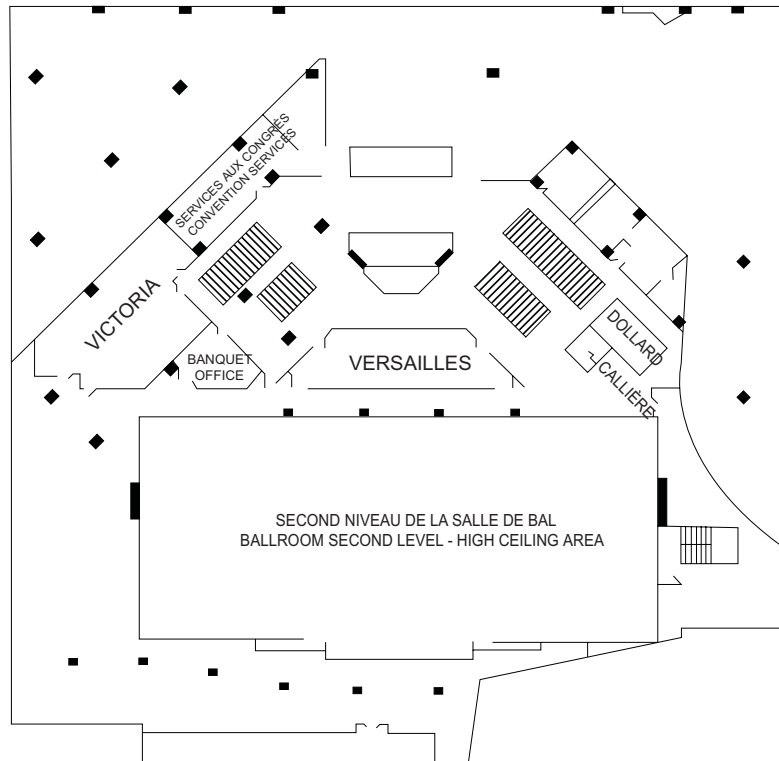 SERVICES AUX CONGRÈS
CONVENTION SERVICES
VICTORIA
BANQUET
OFFICE
VERSAILLES
DOLLARD
CALLIÈRE
SECOND NIVEAU DE LA SALLE DE BAL
BALLROOM SECOND LEVEL - HIGH CEILING AREA